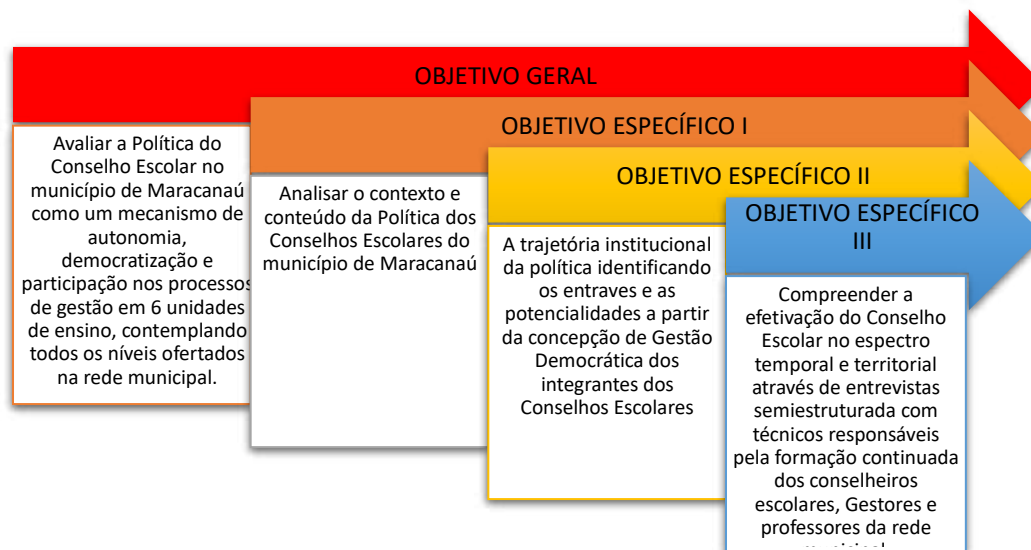 OBJETIVO GERAL
Avaliar a Política do
Conselho Escolar no
município de Maracanaú
como um mecanismo de
autonomia,
democratização e
participação nos processos
de gestão em 6 unidades
de ensino, contemplando
todos os níveis ofertados
na rede municipal.
OBJETIVO ESPECÍFICO I
Analisar o contexto e
conteúdo da Política dos
Conselhos Escolares do
município de Maracanaú
OBJETIVO ESPECÍFICO II
A trajetória institucional
da política identificando
os entraves e as
potencialidades a partir
da concepção de Gestão
Democrática dos
integrantes dos
Conselhos Escolares
OBJETIVO ESPECÍFICO
III
Compreender a
efetivação do Conselho
Escolar no espectro
temporal e territorial
através de entrevistas
semiestruturada com
técnicos responsáveis
pela formação continuada
dos conselheiros
escolares, Gestores e
professores da rede